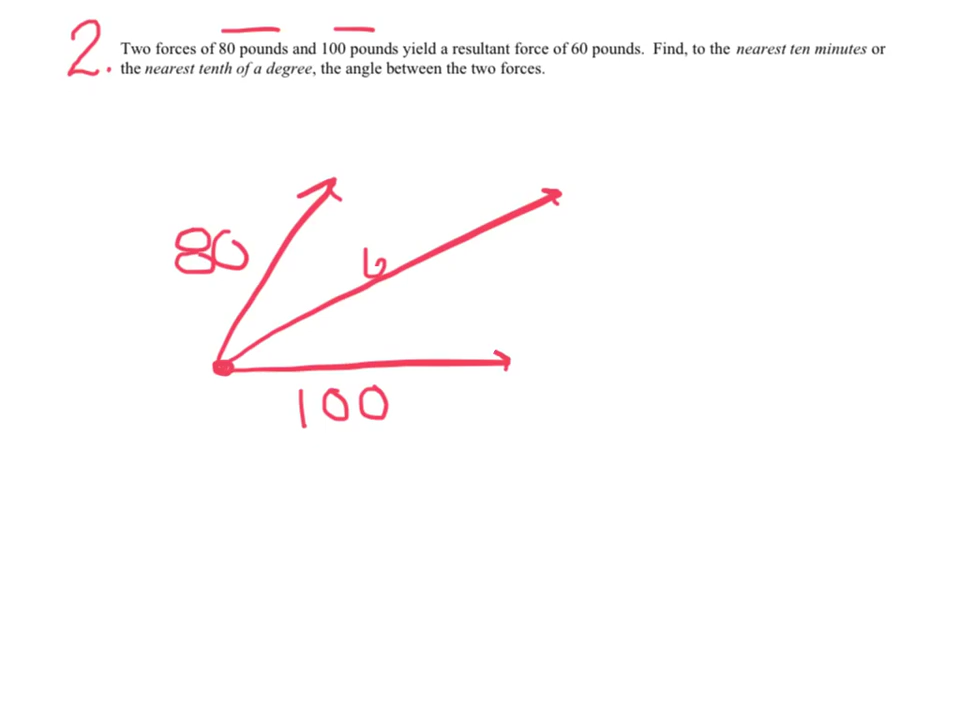 2. Two forces of 80 pounds and 100 pounds yield a resultant force of 60 pounds. Find, to the nearest ten minutes or
the nearest tenth of a degree, the angle between the two forces.
80
6
100